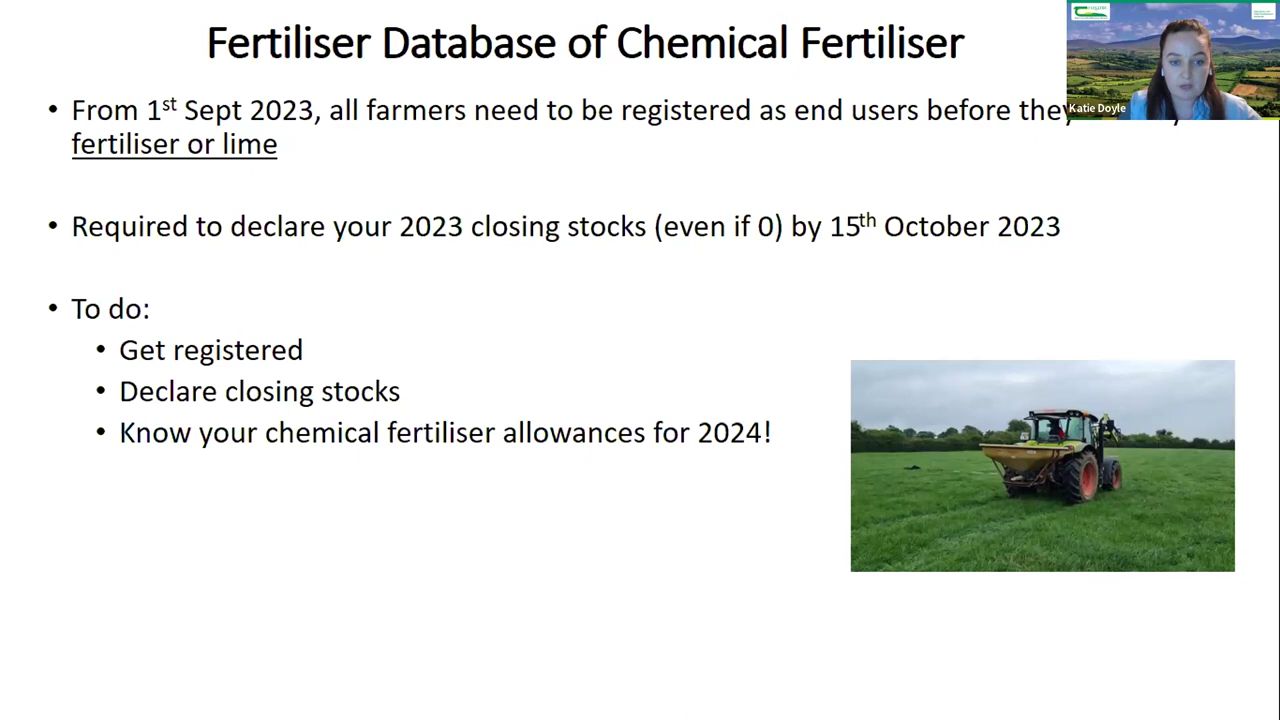 Fertiliser Database of Chemical Fertiliser
• From 1st Sept 2023, all farmers need to be registered as end users before they
fertiliser or lime
• Required to declare your 2023 closing stocks (even if 0) by 15th October 2023
• To do:
• Get registered
• Declare closing stocks
• Know your chemical fertiliser allowances for 2024!
Katie Doyle